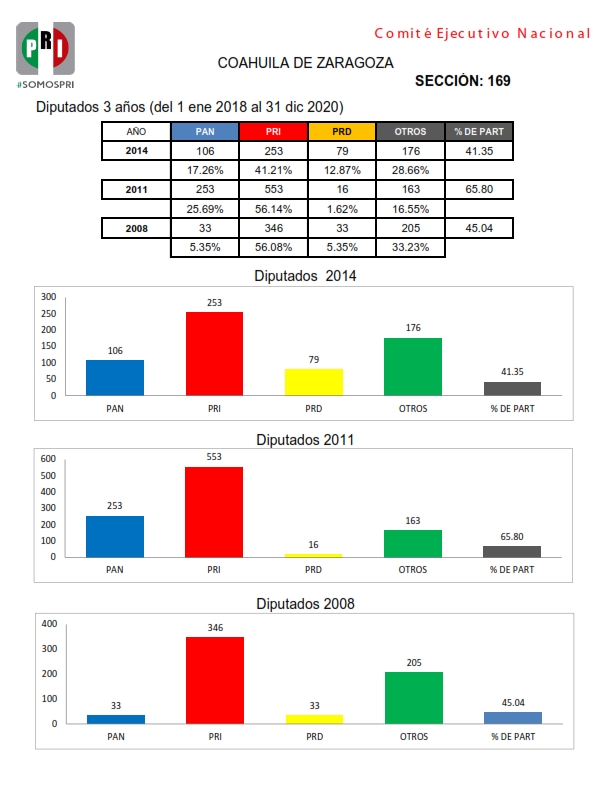 Comité Ejecutivo Nacional
PRI
#SOMOSPRI
COAHUILA DE ZARAGOZA
SECCIÓN: 169
Diputados 3 años (del 1 ene 2018 al 31 dic 2020)
AÑO PAN PRI PRD OTROS % DE PART
2014 106 253 79 176 41.35
17.26% 41.21% 12.87% 28.66%
2011 253 553 16 163 65.80
25.69% 56.14% 1.62% 16.55%
2008 33 346 33 205 45.04
5.35% 56.08% 5.35% 33.23%
Diputados 2014
300
250
200
150
100
50
0
106 253 79 176 41.35
PAN PRI PRD OTROS % DE PART
Diputados 2011
600
500
400
300
200
100
0
253 553 16 163 65.80
PAN PRI PRD OTROS % DE PART
Diputados 2008
400
300
200
100
0
33 346 33 205 45.04
PAN PRI PRD OTROS % DE PART